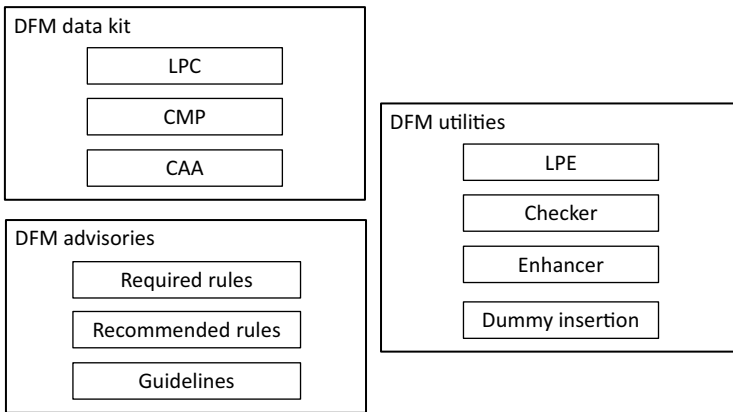 DFM data kit
LPC
CMP
CAA
DFM advisories
Required rules
Recommended rules
Guidelines
DFM utilities
LPE
Checker
Enhancer
Dummy insertion